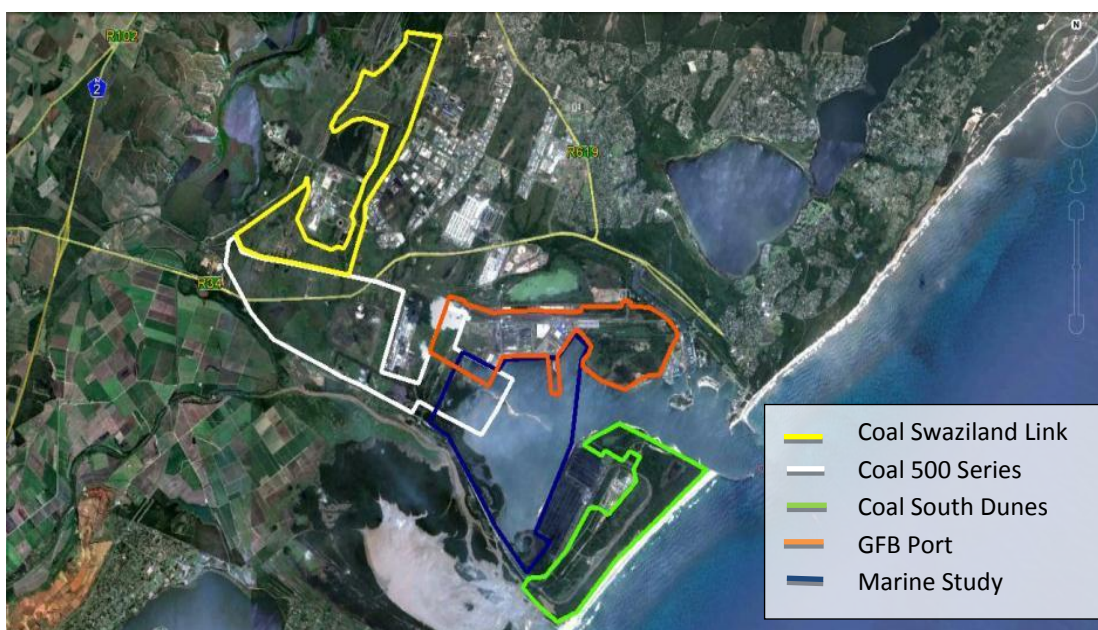 R102
N
2
R619
R34
N
Coal Swaziland Link
Coal 500 Series
Coal South Dunes
GFB Port
Marine Study